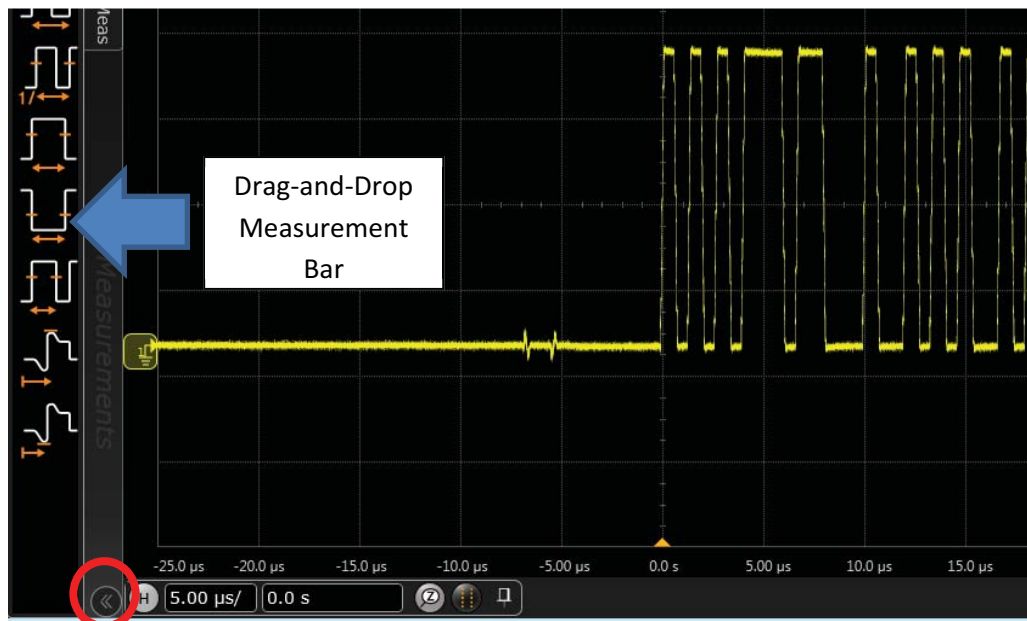 Meas
1/
Drag-and-Drop
Measurement
Bar
Measurements
-25.0 µs -20.0 µs -15.0 µs -10.0 µs -5.00 µs 0.0 s 5.00 µs 10.0 µs 15.0 µs
H 5.00 µs/ 0.0 s Z